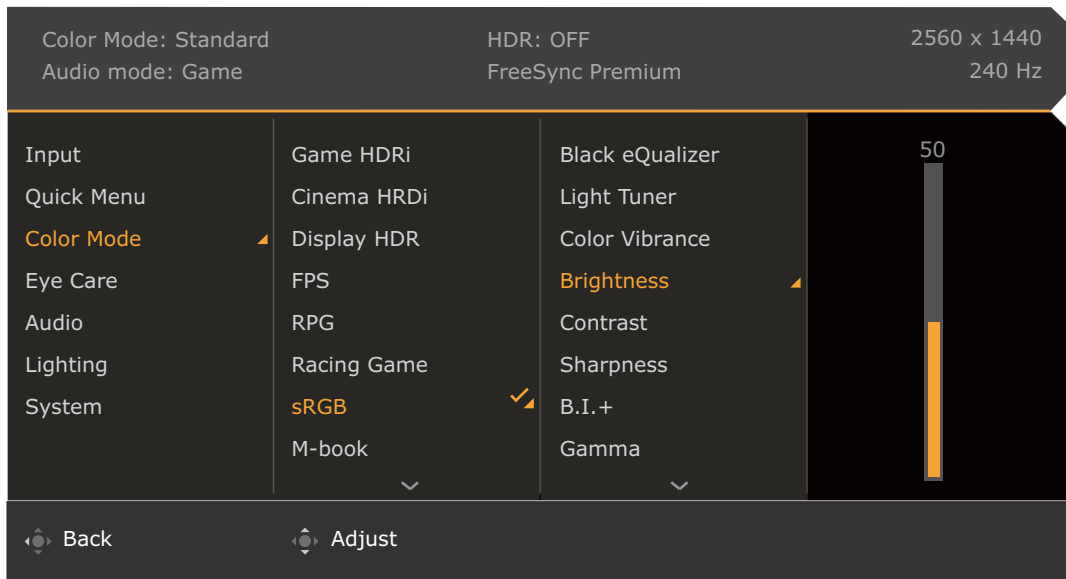 Color Mode: Standard
HDR: OFF
2560 x 1440
Audio mode: Game
FreeSync Premium
240 Hz
Input
Quick Menu
Color Mode
Eye Care
Audio
Lighting
System
Game HDRi
Cinema HRDi
Display HDR
FPS
RPG
Racing Game
sRGB
M-book
Black eQualizer
Light Tuner
Color Vibrance
Brightness
Contrast
Sharpness
B.I.+
Gamma
50
Back
Adjust